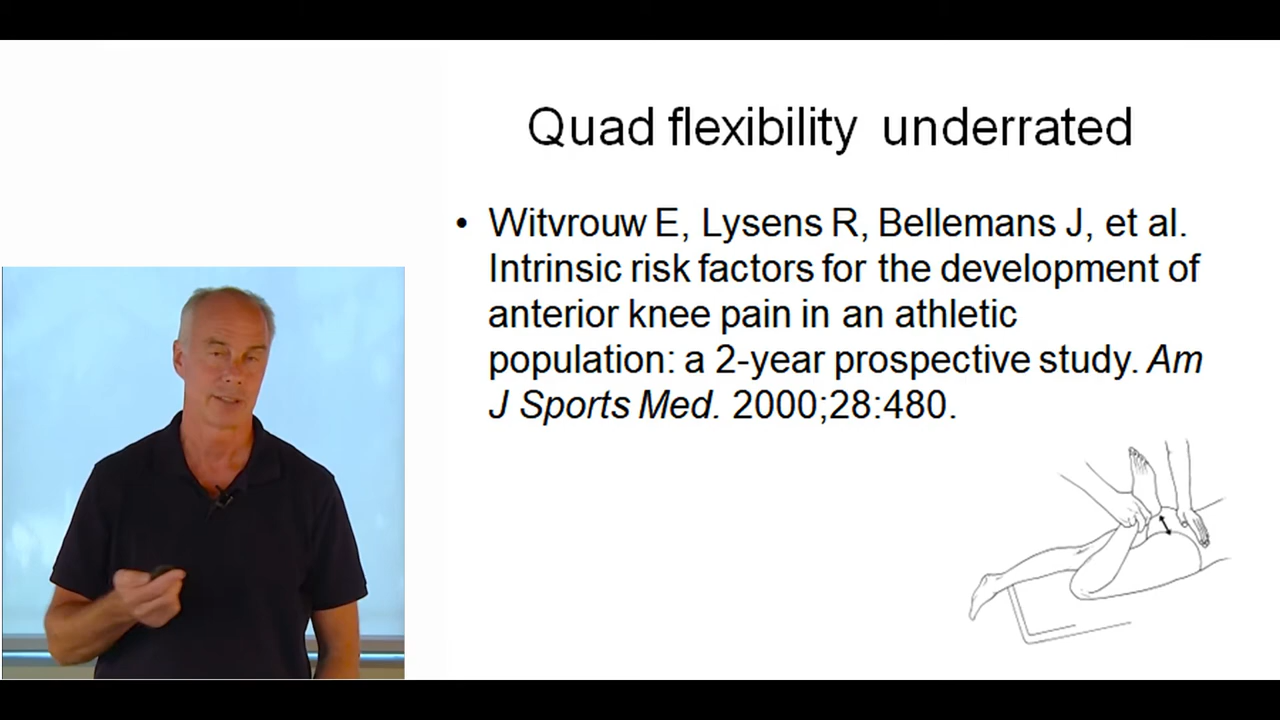 Quad flexibility underrated
• Witvrouw E, Lysens R, Bellemans J, et al.
Intrinsic risk factors for the development of
anterior knee pain in an athletic
population: a 2-year prospective study. Am
J Sports Med. 2000;28:480.